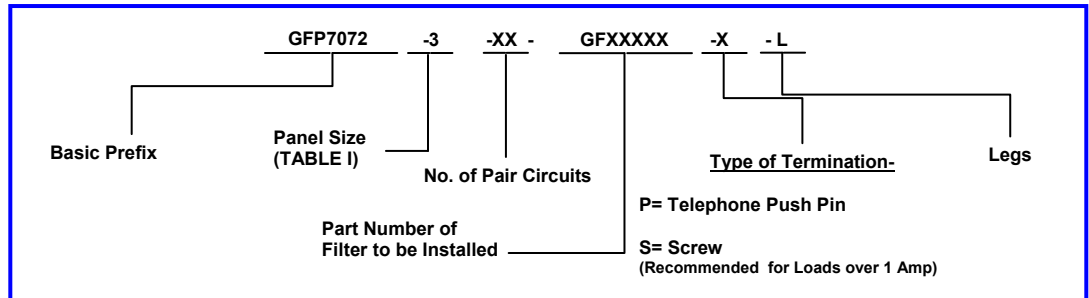 GFP7072 -3 -XX - GFXXXXX -X - L
Basic Prefix
Panel Size
(TABLE I)
No. of Pair Circuits
Part Number of
Filter to be Installed
Type of Termination-
P= Telephone Push Pin
S= Screw
(Recommended for Loads over 1 Amp)
Legs